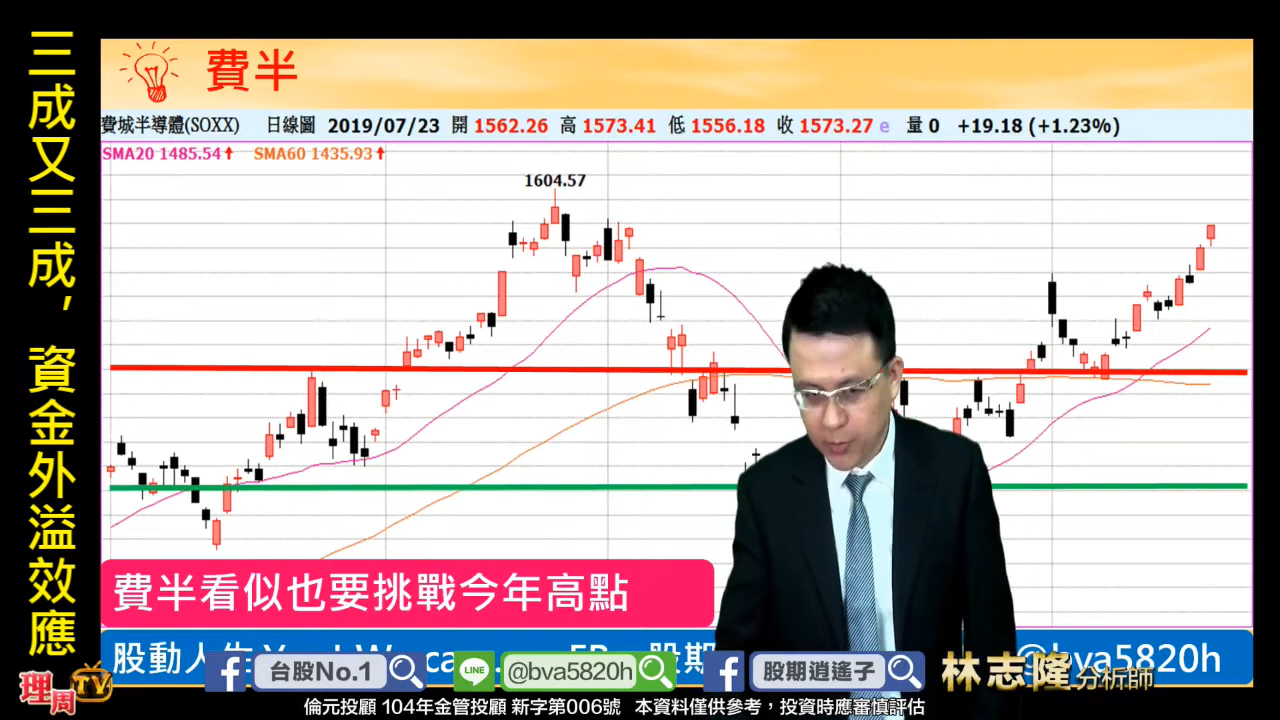 三成又三成，資金外溢效應
費半
費城半導體(SOXX) 日線圖 2019/07/23 開 1562.26 高 1573.41 低 1556.18 收 1573.27 e 量 0 +19.18 (+1.23%)
SMA20 1485.54↑ SMA60 1435.93↑
1604.57
費半看似也要挑戰今年高點
股動人生 @bva5820h
台股No.1
LINE
@bva5820h
股期逍遙子
林志隆 分析師
理周TV
倫元投顧 104年金管投顧 新字第006號 本資料僅供參考，投資時應審慎評估